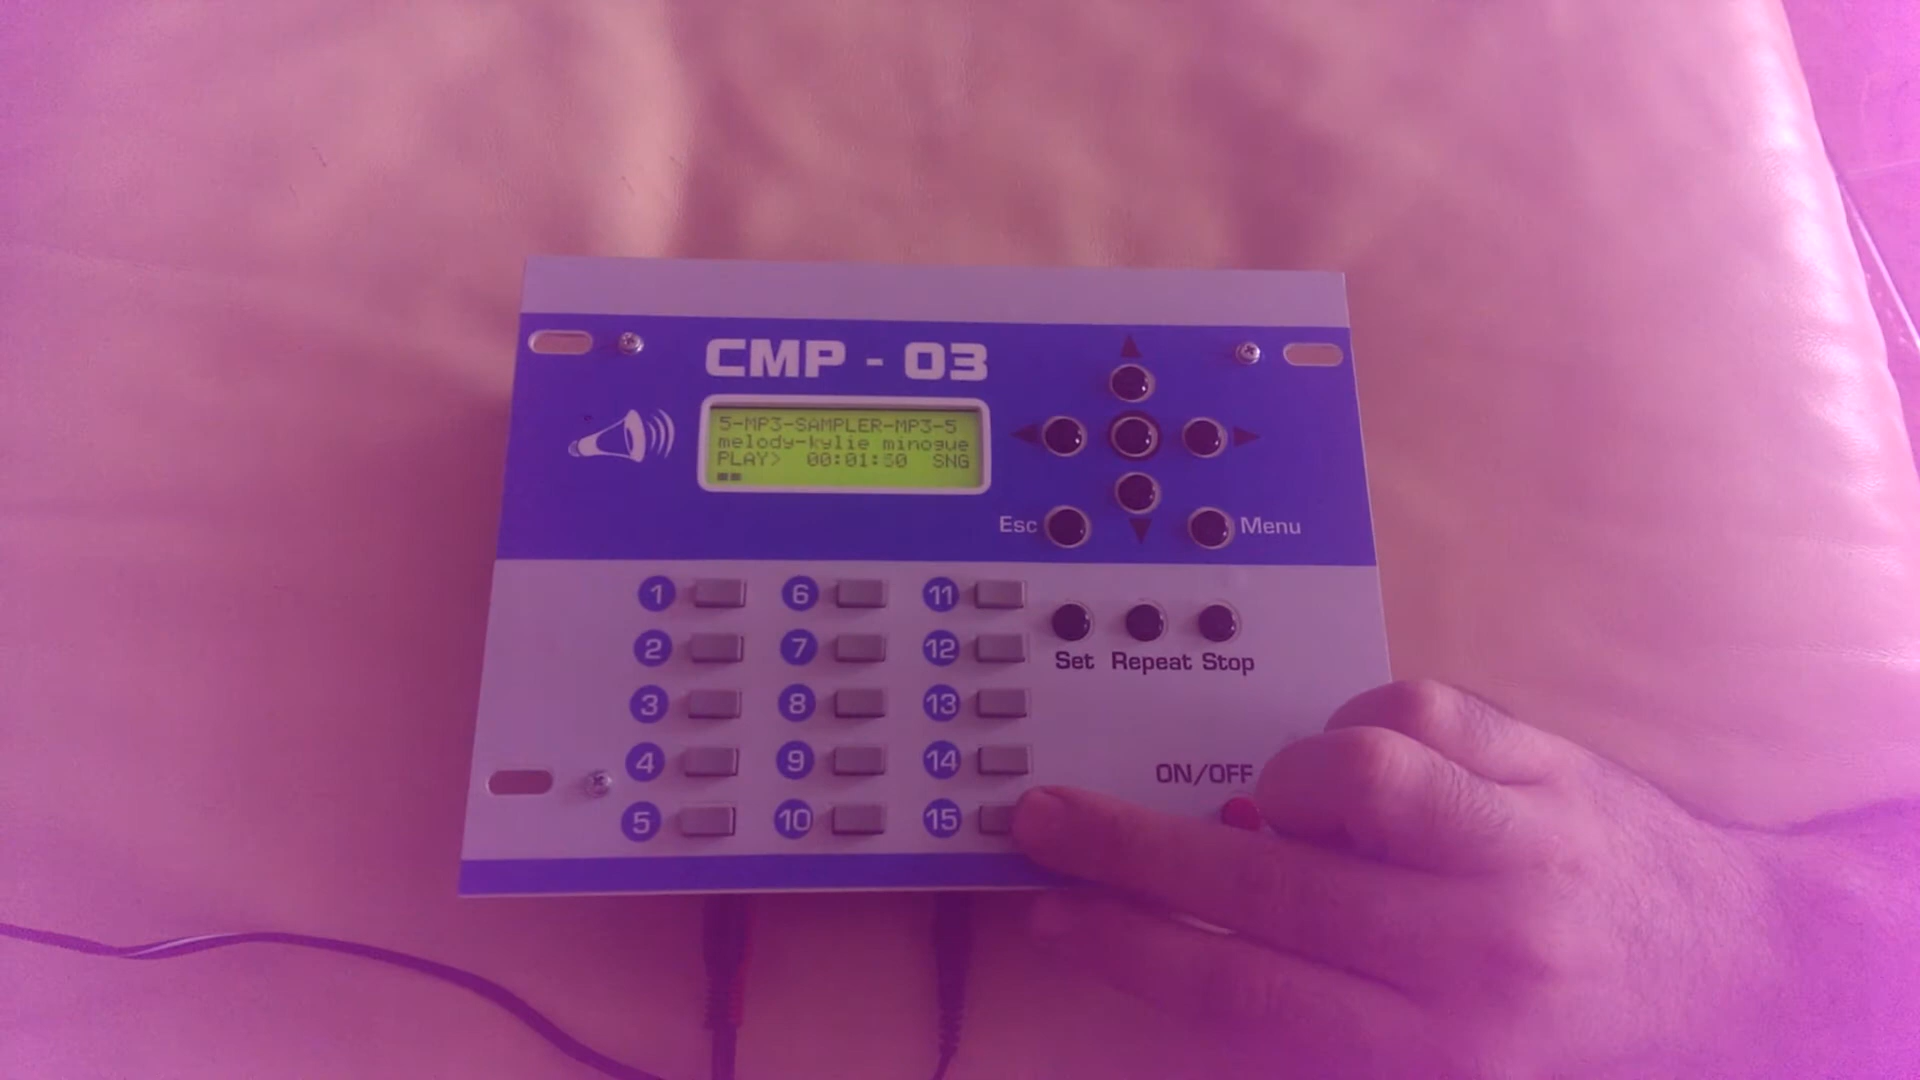 CMP - 03
5-MP3-SAMPLER-MP3-5
melody-kylie minogue
PLAY> 00:01:50 SNG
Esc
Menu
1 6 11
2 7 12
3 8 13
4 9 14
5 10 15
Set Repeat Stop
ON/OFF